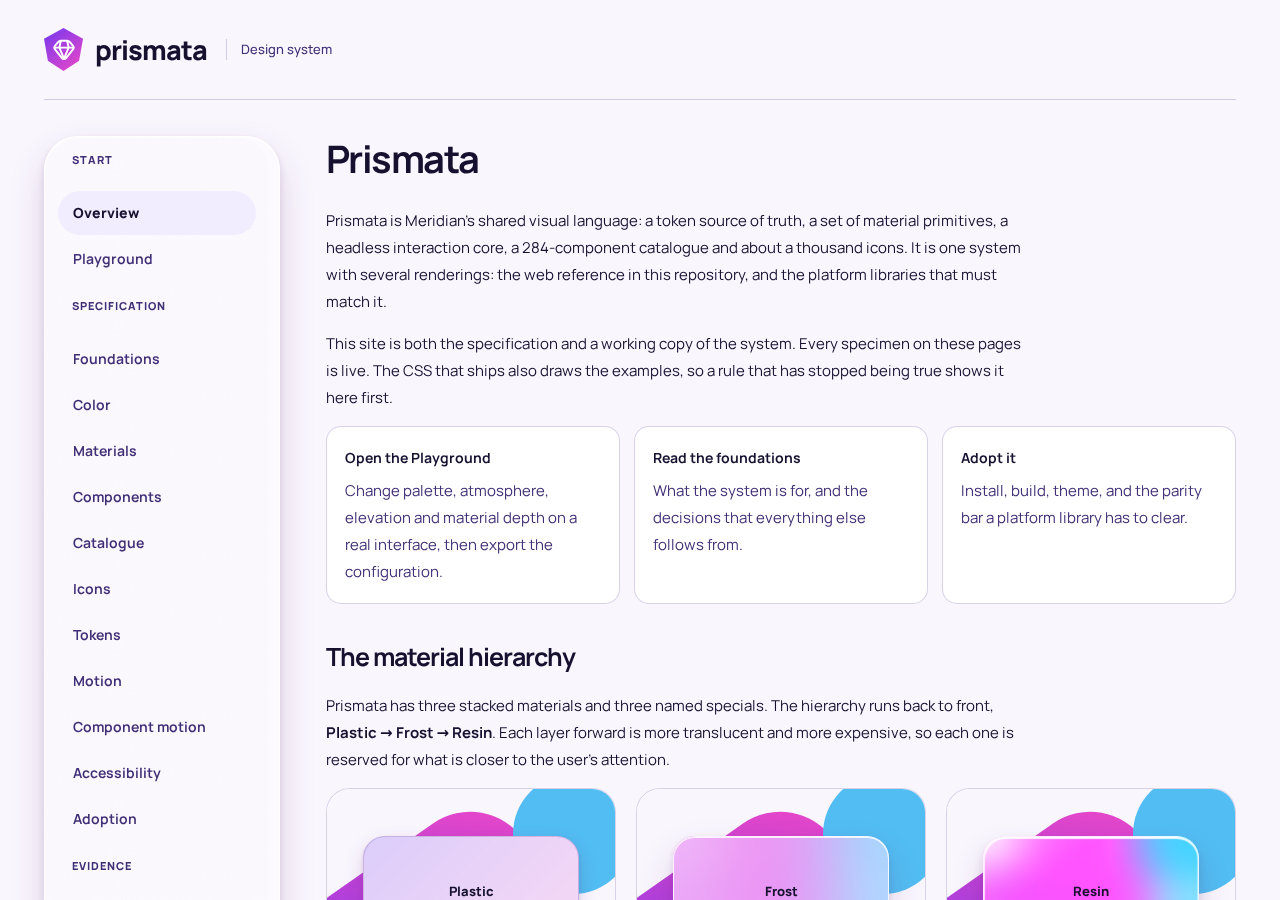 prismata
Design system
START
Overview
Playground
SPECIFICATION
Foundations
Color
Materials
Components
Catalogue
Icons
Tokens
Motion
Component motion
Accessibility
Adoption
EVIDENCE
Prismata
Prismata is Meridian's shared visual language: a token source of truth, a set of material primitives, a
headless interaction core, a 284-component catalogue and about a thousand icons. It is one system
with several renderings: the web reference in this repository, and the platform libraries that must
match it.
This site is both the specification and a working copy of the system. Every specimen on these pages
is live. The CSS that ships also draws the examples, so a rule that has stopped being true shows it
here first.
Open the Playground
Change palette, atmosphere,
elevation and material depth on a
real interface, then export the
configuration.
Read the foundations
What the system is for, and the
decisions that everything else
follows from.
Adopt it
Install, build, theme, and the parity
bar a platform library has to clear.
The material hierarchy
Prismata has three stacked materials and three named specials. The hierarchy runs back to front,
Plastic → Frost → Resin. Each layer forward is more translucent and more expensive, so each one is
reserved for what is closer to the user's attention.
Plastic
Frost
Resin